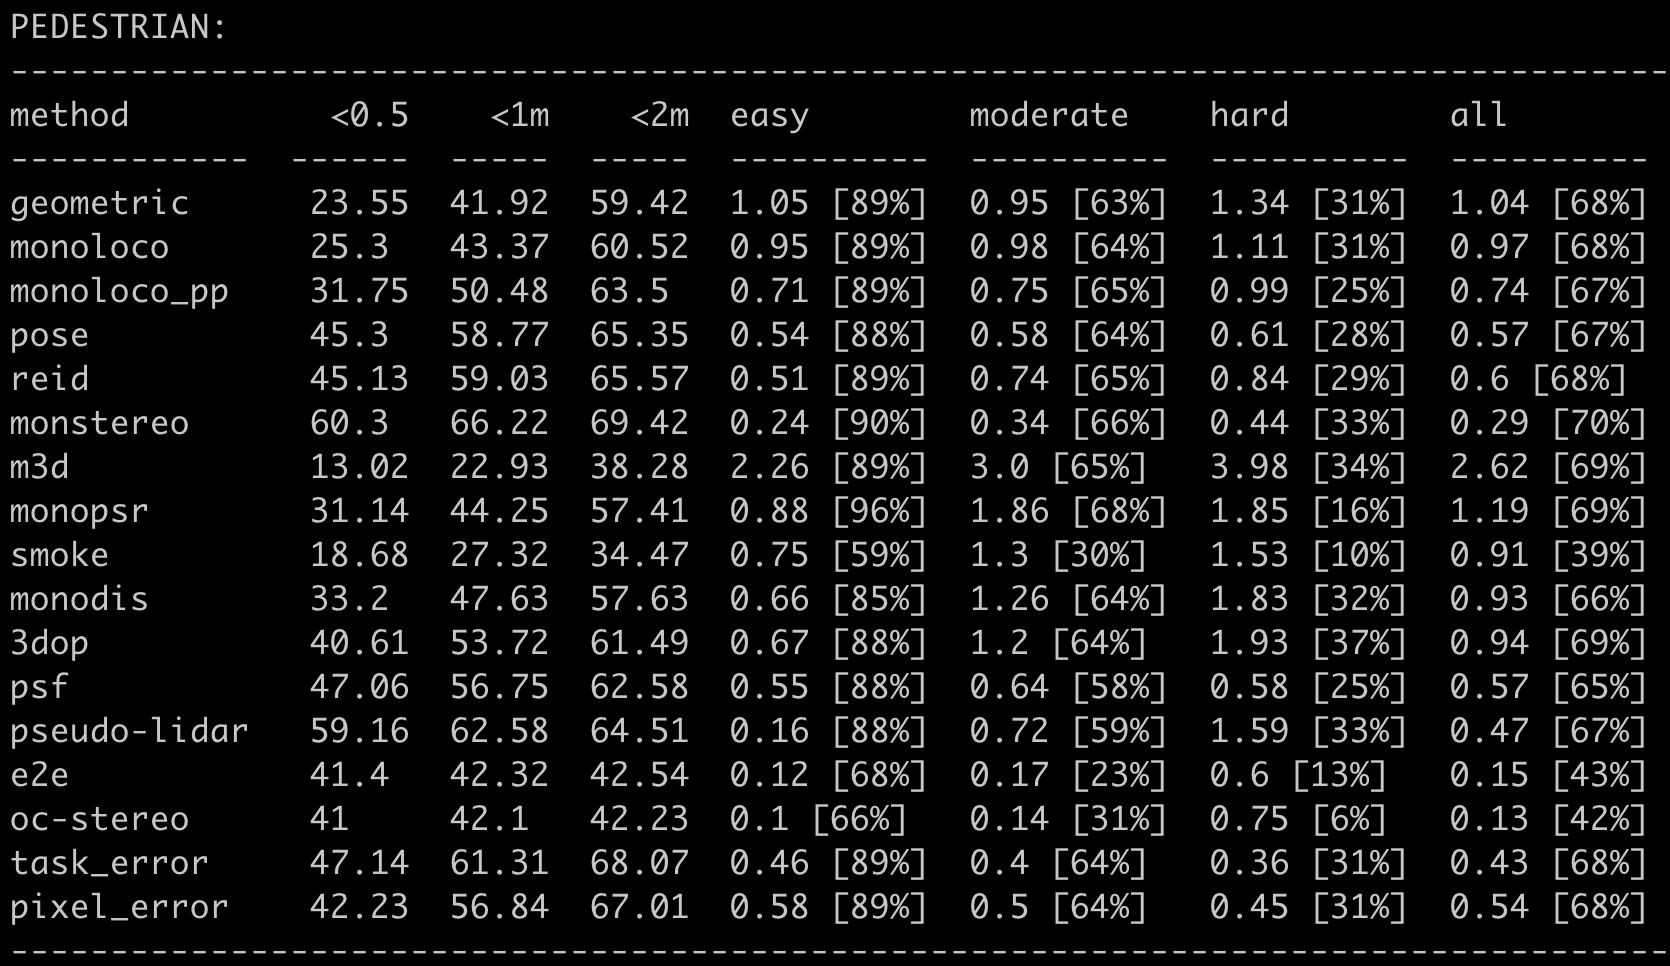 PEDESTRIAN:
-----------------------------------------------------------------------------------
method          <0.5    <1m    <2m  easy        moderate    hard        all
------------  ------  -----  -----  ----------  ----------  ----------  ----------
geometric      23.55  41.92  59.42  1.05 [89%]  0.95 [63%]  1.34 [31%]  1.04 [68%]
monoloco       25.3   43.37  60.52  0.95 [89%]  0.98 [64%]  1.11 [31%]  0.97 [68%]
monoloco_pp    31.75  50.48  63.5   0.71 [89%]  0.75 [65%]  0.99 [25%]  0.74 [67%]
pose           45.3   58.77  65.35  0.54 [88%]  0.58 [64%]  0.61 [28%]  0.57 [67%]
reid           45.13  59.03  65.57  0.51 [89%]  0.74 [65%]  0.84 [29%]  0.6 [68%]
monstereo      60.3   66.22  69.42  0.24 [90%]  0.34 [66%]  0.44 [33%]  0.29 [70%]
m3d            13.02  22.93  38.28  2.26 [89%]  3.0 [65%]   3.98 [34%]  2.62 [69%]
monopsr        31.14  44.25  57.41  0.88 [96%]  1.86 [68%]  1.85 [16%]  1.19 [69%]
smoke          18.68  27.32  34.47  0.75 [59%]  1.3 [30%]   1.53 [10%]  0.91 [39%]
monodis        33.2   47.63  57.63  0.66 [85%]  1.26 [64%]  1.83 [32%]  0.93 [66%]
3dop           40.61  53.72  61.49  0.67 [88%]  1.2 [64%]   1.93 [37%]  0.94 [69%]
psf            47.06  56.75  62.58  0.55 [88%]  0.64 [58%]  0.58 [25%]  0.57 [65%]
pseudo-lidar   59.16  62.58  64.51  0.16 [88%]  0.72 [59%]  1.59 [33%]  0.47 [67%]
e2e            41.4   42.32  42.54  0.12 [68%]  0.17 [23%]  0.6 [13%]   0.15 [43%]
oc-stereo      41     42.1   42.23  0.1 [66%]   0.14 [31%]  0.75 [6%]   0.13 [42%]
task_error     47.14  61.31  68.07  0.46 [89%]  0.4 [64%]   0.36 [31%]  0.43 [68%]
pixel_error    42.23  56.84  67.01  0.58 [89%]  0.5 [64%]   0.45 [31%]  0.54 [68%]
-----------------------------------------------------------------------------------